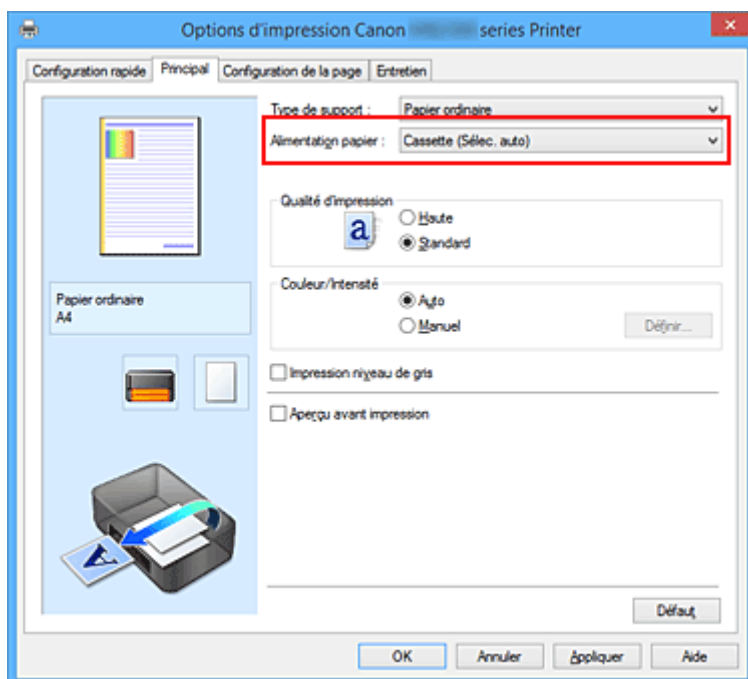 Options d'impression Canon series Printer
Configuration rapide Principal Configuration de la page Entretien
Type de support : Papier ordinaire
Alimentation papier : Cassette (Sélec. auto)
Qualité d'impression
a
Haute
Standard
Couleur/Intensité
Auto
Manuel
Définir...
Papier ordinaire
A4
Impression niveau de gris
Aperçu avant impression
A
Défaut
OK Annuler Appliquer Aide